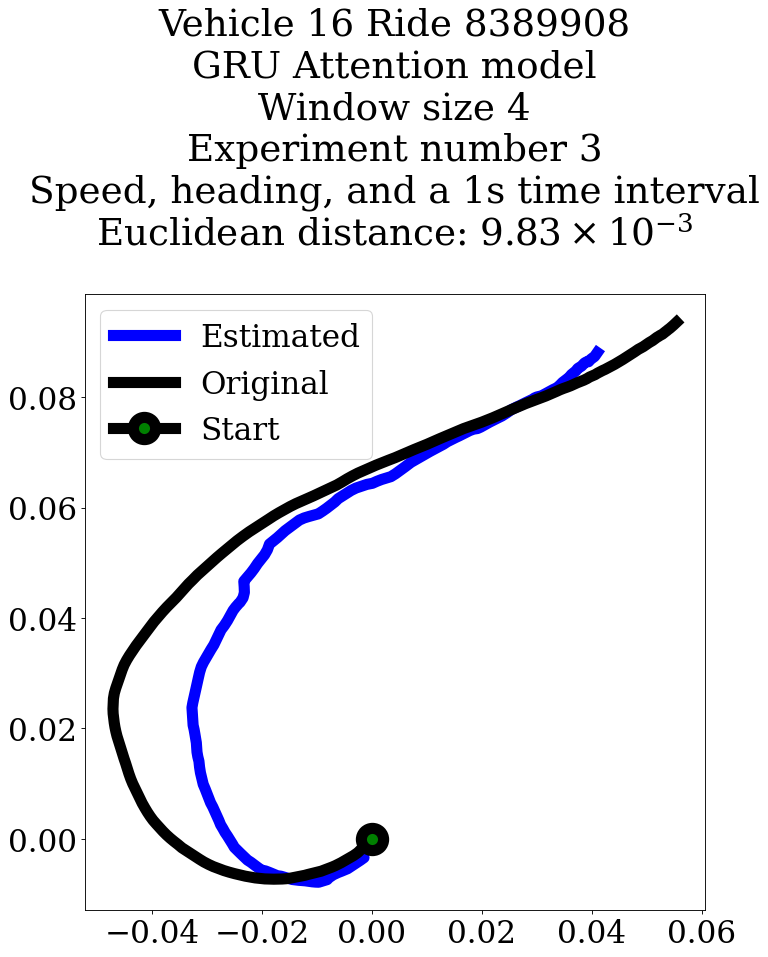 Vehicle 16 Ride 8389908
GRU Attention model
Window size 4
Experiment number 3
Speed, heading, and a 1s time interval
Euclidean distance: 9.83 × 10⁻³
Estimated
Original
Start
0.08
0.06
0.04
0.02
0.00
−0.04 −0.02 0.00 0.02 0.04 0.06